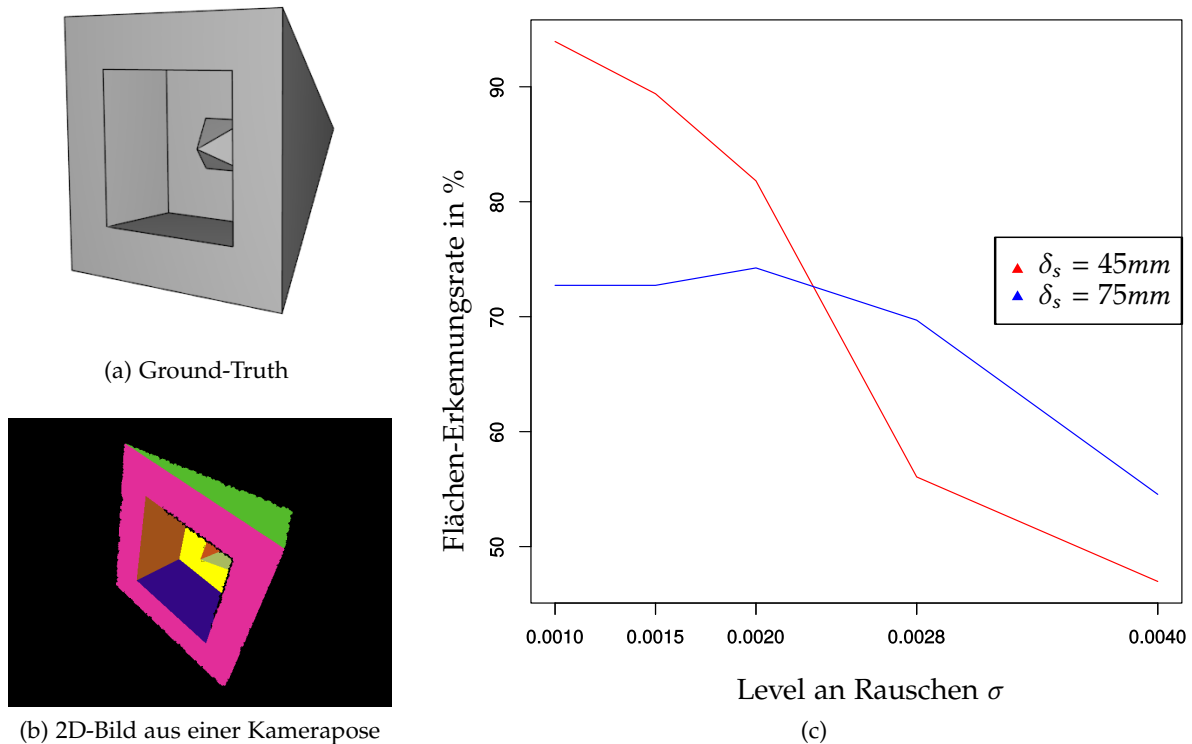 (a) Ground-Truth
(b) 2D-Bild aus einer Kamerapose
Flächen-Erkennungsrate in %
90
80
70
60
50
δs = 45mm
δs = 75mm
0.0010 0.0015 0.0020 0.0028 0.0040
Level an Rauschen σ
(c)